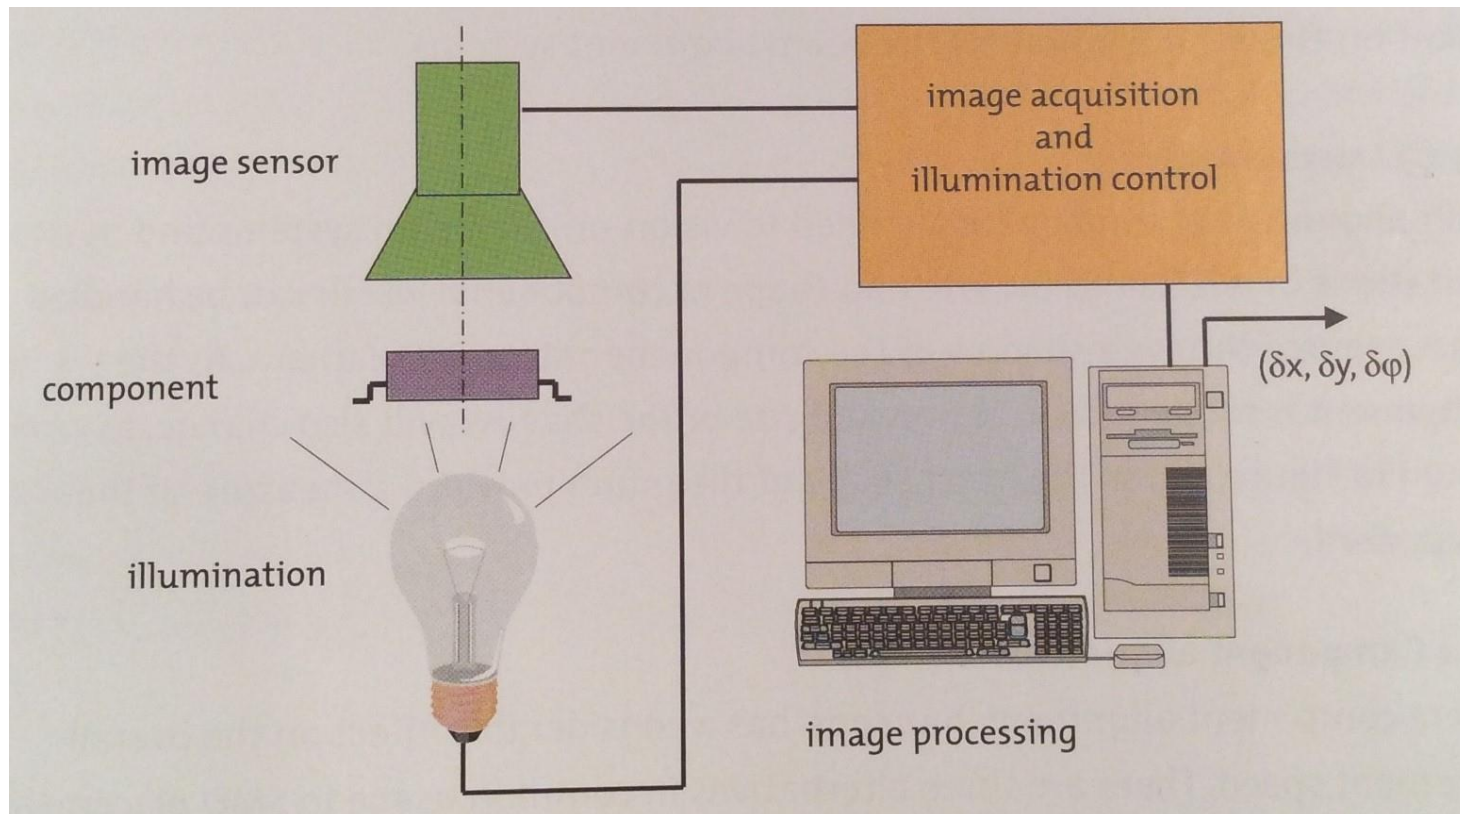 image acquisition
and
illumination control
image sensor
(δx, δy, δφ)
component
illumination
image processing